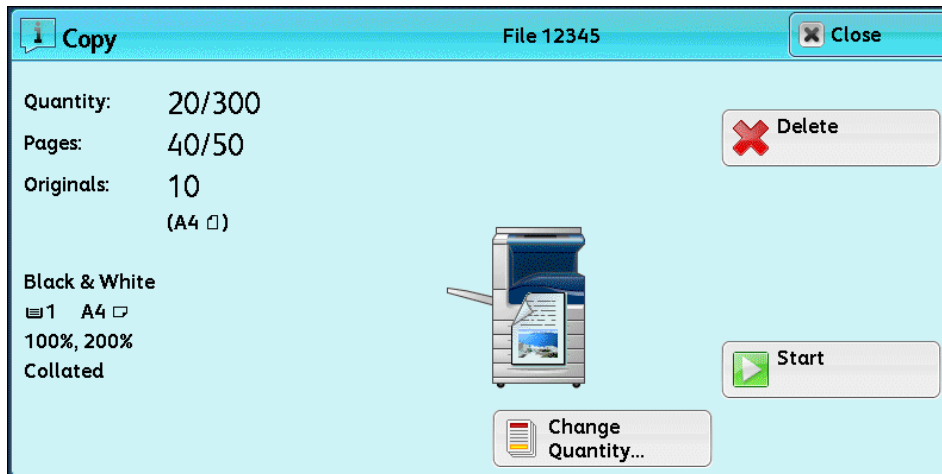 Copy
File 12345
Close
Quantity: 20/300
Pages: 40/50
Originals: 10
(A4)
Black & White
1 A4
100%, 200%
Collated
Delete
Start
Change
Quantity...